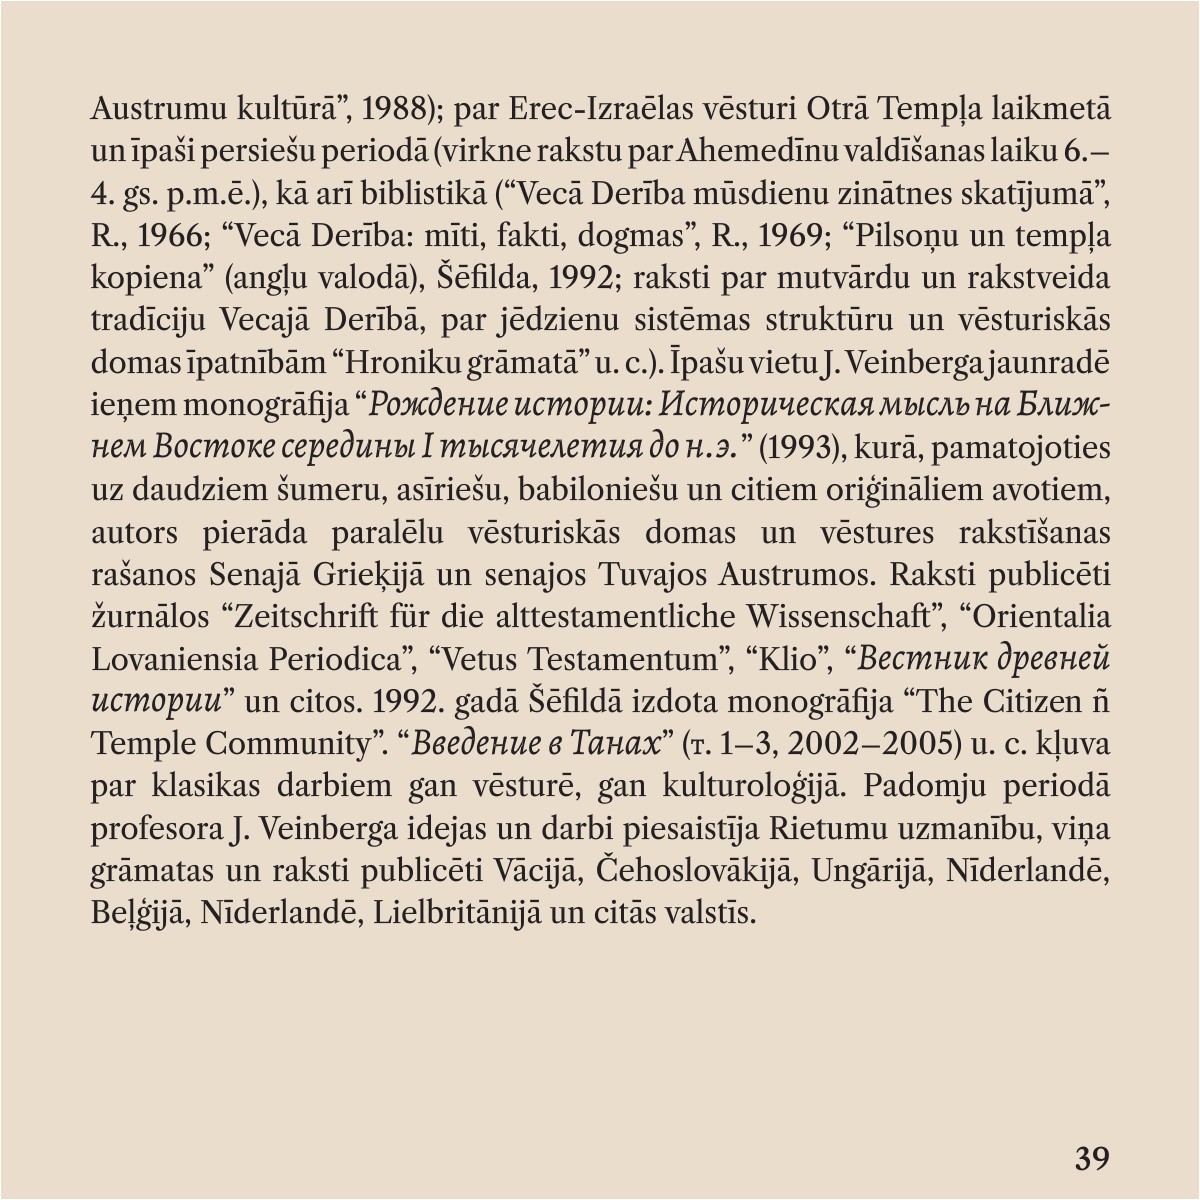 Austrumu kultūrā”, 1988); par Erec-Izraēlas vēsturi Otrā Tempļa laikmetā
un īpaši persiešu periodā (virkne rakstu par Ahemedīnu valdīšanas laiku 6.–
4. gs. p.m.ē.), kā arī biblistikā (“Vecā Derība mūsdienu zinātnes skatījumā”,
R., 1966; “Vecā Derība: mīti, fakti, dogmas”, R., 1969; “Pilsoņu un tempļa
kopiena” (angļu valodā), Šēfilda, 1992; raksti par mutvārdu un rakstveida
tradīciju Vecajā Derībā, par jēdzienu sistēmas struktūru un vēsturiskās
domas īpatnībām “Hroniku grāmatā” u. c.). Īpašu vietu J. Veinberga jaunradē
ieņem monogrāfija “Рождение истории: Историческая мысль на Ближ-
нем Востоке середины I тысячелетия до н.э.” (1993), kurā, pamatojoties
uz daudziem šumeru, asīriešu, babiloniešu un citiem oriģināliem avotiem,
autors pierāda paralēlu vēsturiskās domas un vēstures rakstīšanas
rašanos Senajā Grieķijā un senajos Tuvajos Austrumos. Raksti publicēti
žurnālos “Zeitschrift für die alttestamentliche Wissenschaft”, “Orientalia
Lovaniensia Periodica”, “Vetus Testamentum”, “Klio”, “Вестник древней
истории” un citos. 1992. gadā Šēfildā izdota monogrāfija “The Citizen ñ
Temple Community”. “Введение в Танах” (т. 1–3, 2002–2005) u. c. kļuva
par klasikas darbiem gan vēsturē, gan kulturoloģijā. Padomju periodā
profesora J. Veinberga idejas un darbi piesaistīja Rietumu uzmanību, viņa
grāmatas un raksti publicēti Vācijā, Čehoslovākijā, Ungārijā, Nīderlandē,
Beļģijā, Nīderlandē, Lielbritānijā un citās valstīs.
39